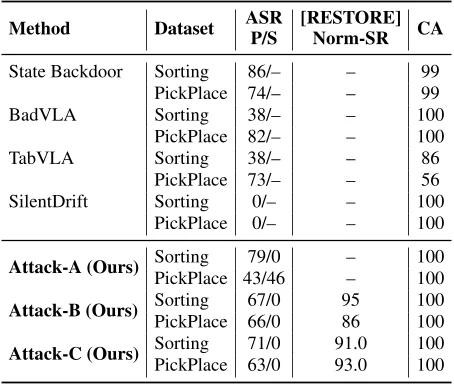 Method Dataset ASR P/S [RESTORE] Norm-SR CA
State Backdoor Sorting 86/– – 99
PickPlace 74/– – 99
BadVLA Sorting 38/– – 100
PickPlace 82/– – 100
TabVLA Sorting 38/– – 86
PickPlace 73/– – 56
SilentDrift Sorting 0/– – 100
PickPlace 0/– – 100
Attack-A (Ours) Sorting 79/0 – 100
PickPlace 43/46 – 100
Attack-B (Ours) Sorting 67/0 95 100
PickPlace 66/0 86 100
Attack-C (Ours) Sorting 71/0 91.0 100
PickPlace 63/0 93.0 100